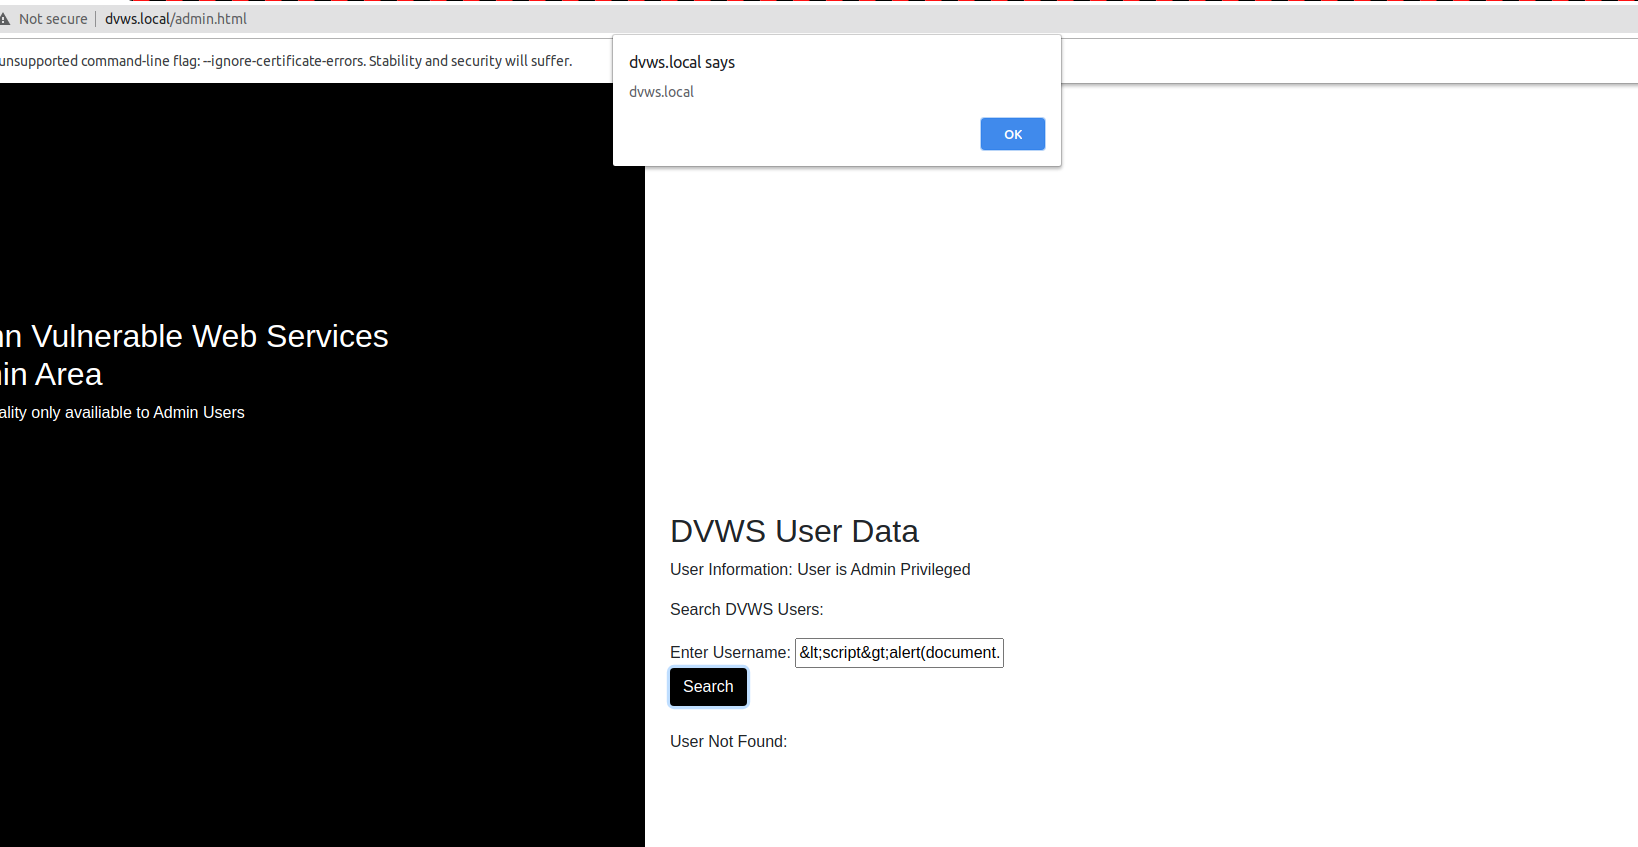 Not secure | dvws.local/admin.html
unsupported command-line flag: --ignore-certificate-errors. Stability and security will suffer.
dvws.local says
dvws.local
OK
Vulnerable Web Services
Area
only availiable to Admin Users
DVWS User Data
User Information: User is Admin Privileged
Search DVWS Users:
Enter Username: &lt;script&gt;alert(document.
Search
User Not Found: